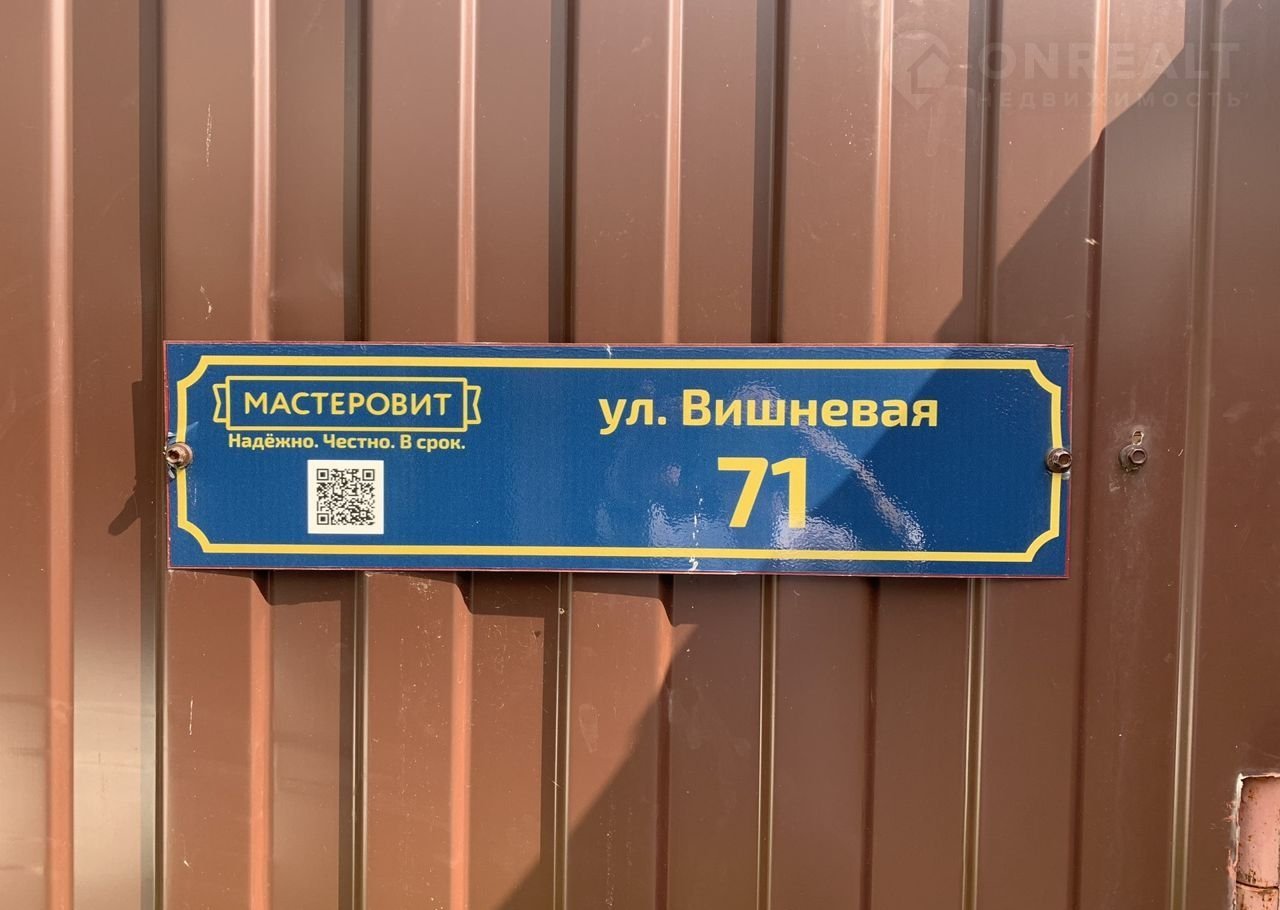 ONREALT
НЕДВИЖИМОСТЬ
МАСТЕРОВИТ
Надёжно. Честно. В срок.
ул. Вишневая
71